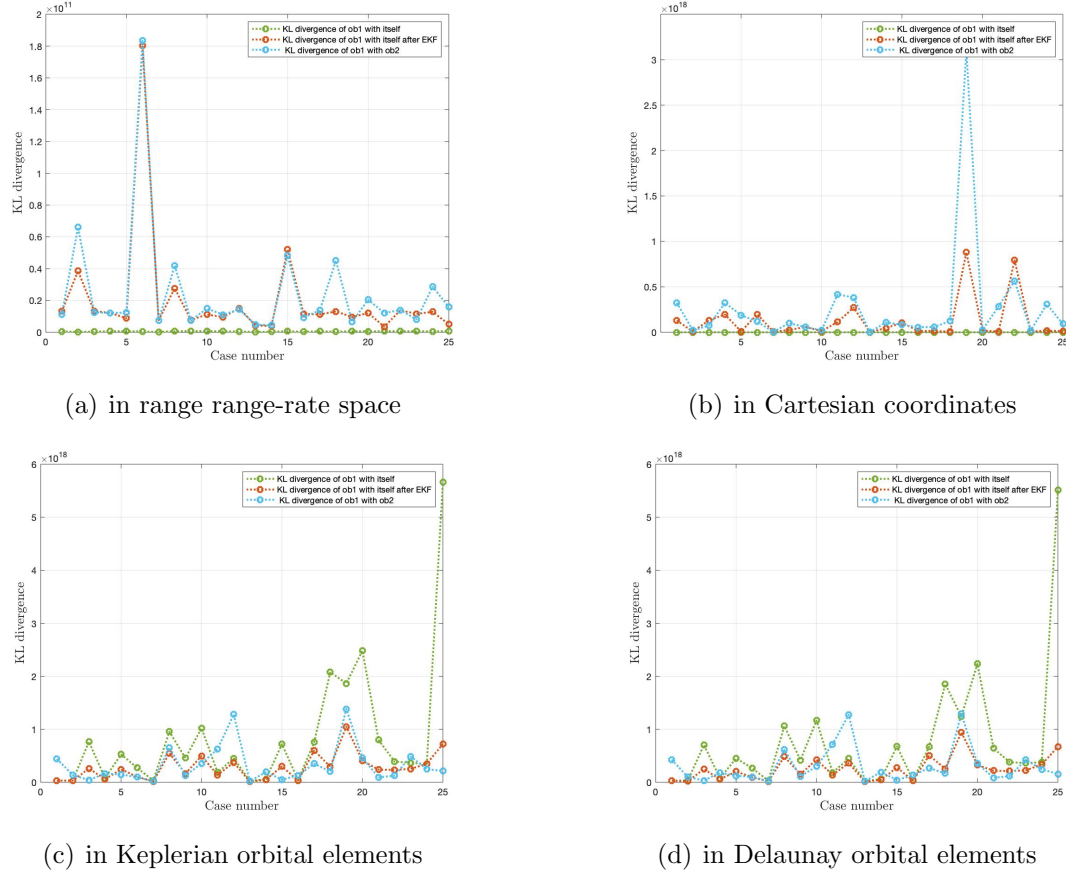 ×10^11
2
1.8
1.6
1.4
1.2
1
0.8
0.6
0.4
0.2
0
KL divergence
KL divergence of ob1 with itself
KL divergence of ob1 with itself after EKF
KL divergence of ob1 with ob2
0 5 10 15 20 25
Case number
(a) in range range-rate space
×10^18
3
2.5
2
1.5
1
0.5
0
KL divergence
KL divergence of ob1 with itself
KL divergence of ob1 with itself after EKF
KL divergence of ob1 with ob2
0 5 10 15 20 25
Case number
(b) in Cartesian coordinates
×10^18
6
5
4
3
2
1
0
KL divergence
KL divergence of ob1 with itself
KL divergence of ob1 with itself after EKF
KL divergence of ob1 with ob2
0 5 10 15 20 25
Case number
(c) in Keplerian orbital elements
×10^18
6
5
4
3
2
1
0
KL divergence
KL divergence of ob1 with itself
KL divergence of ob1 with itself after EKF
KL divergence of ob1 with ob2
0 5 10 15 20 25
Case number
(d) in Delaunay orbital elements